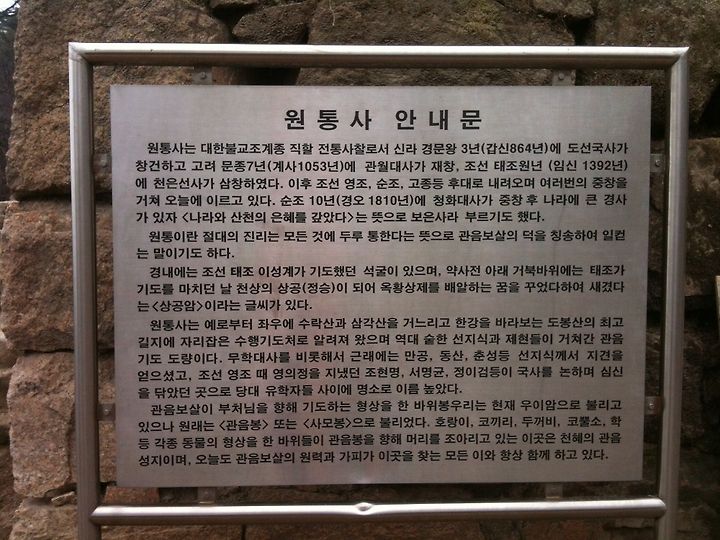 원통사 안내문
원통사는 대한불교조계종 직할 전통사찰로서 신라 경문왕 3년(갑신864년)에 도선국사가
창건하고 고려 문종7년(계사1053년)에 관월대사가 재창, 조선 태조원년 (임신 1392년)
에 천은선사가 삼창하였다. 이후 조선 영조, 순조, 고종등 후대로 내려오며 여러번의 중창을
거쳐 오늘에 이르고 있다. 순조 10년(경오 1810년)에 청화대사가 중창 후 나라에 큰 경사
가 있자 <나라와 산천의 은혜를 갚았다>는 뜻으로 보은사라 부르기도 했다.
원통이란 절대의 진리는 모든 것에 두루 통한다는 뜻으로 관음보살의 덕을 칭송하여 일컫
는 말이기도 하다.
경내에는 조선 태조 이성계가 기도했던 석굴이 있으며, 약사전 아래 거북바위에는 태조가
기도를 마치던 날 천상의 상공(정승)이 되어 옥황상제를 배알하는 꿈을 꾸었다하여 새겼다
는<상공암>이라는 글씨가 있다.
원통사는 예로부터 좌우에 수락산과 삼각산을 거느리고 한강을 바라보는 도봉산의 최고
길지에 자리잡은 수행기도처로 알려져 왔으며 역대 숱한 선지식과 제현들이 거쳐간 관음
기도 도량이다. 무학대사를 비롯해서 근래에는 만공, 동산, 춘성등 선지식께서 지견을
얻으셨고, 조선 영조 때 영의정을 지냈던 조현명, 서명균, 정이검등이 국사를 논하며 심신
을 닦았던 곳으로 당대 유학자들 사이에 명소로 이름 높았다.
관음보살이 부처님을 향해 기도하는 형상을 한 바위봉우리는 현재 우이암으로 불리고
있으나 원래는 <관음봉> 또는 <사모봉>으로 불리었다. 호랑이, 코끼리, 두꺼비, 코뿔소, 학
등 각종 동물의 형상을 한 바위들이 관음봉을 향해 머리를 조아리고 있는 이곳은 천혜의 관음
성지이며, 오늘도 관음보살의 원력과 가피가 이곳을 찾는 모든 이와 항상 함께 하고 있다.